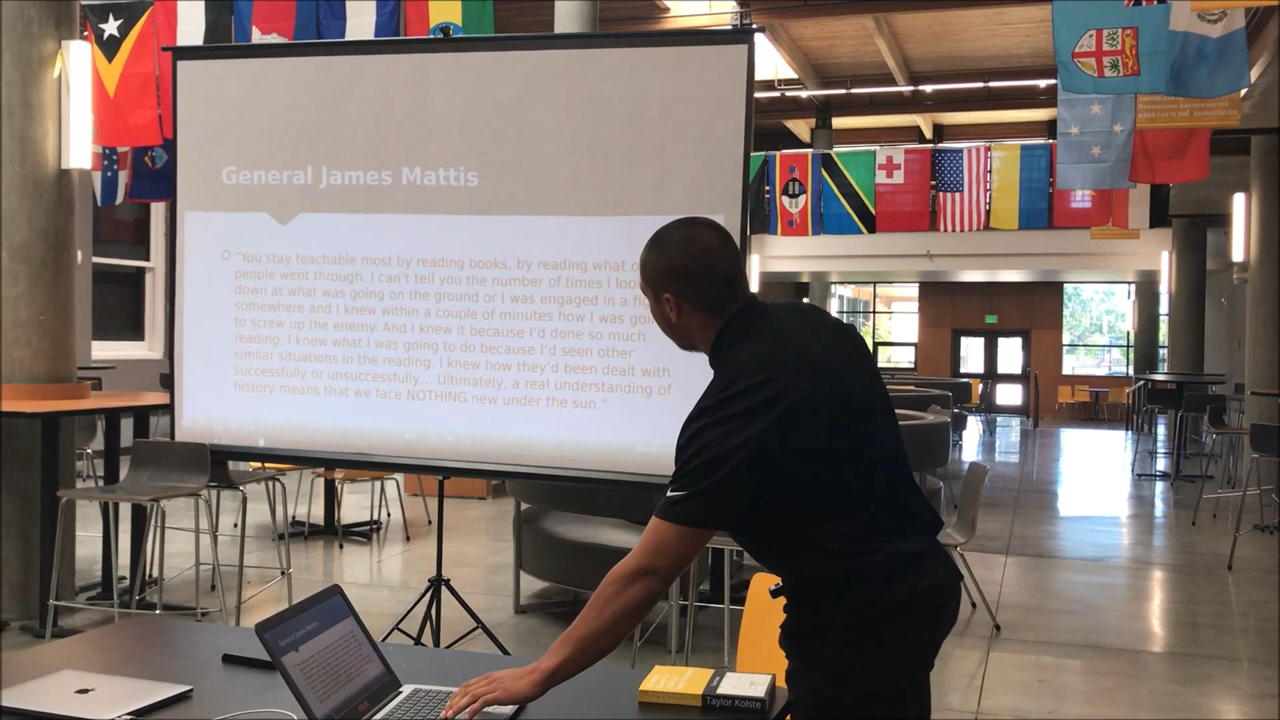 General James Mattis
"You stay teachable most by reading books, by reading what
people went through. I can't tell you the number of times I
down at what was going on the ground or I was engaged in a
somewhere and I knew within a couple of minutes how I was
to screw up the enemy. And I knew it because I'd done so much
reading. I knew what I was going to do because I'd seen other
similar situations in the reading. I knew how they'd been dealt with
successfully or unsuccessfully... Ultimately, a real understanding of
history means that we face NOTHING new under the sun."
General James Mattis
Taylor Kolste